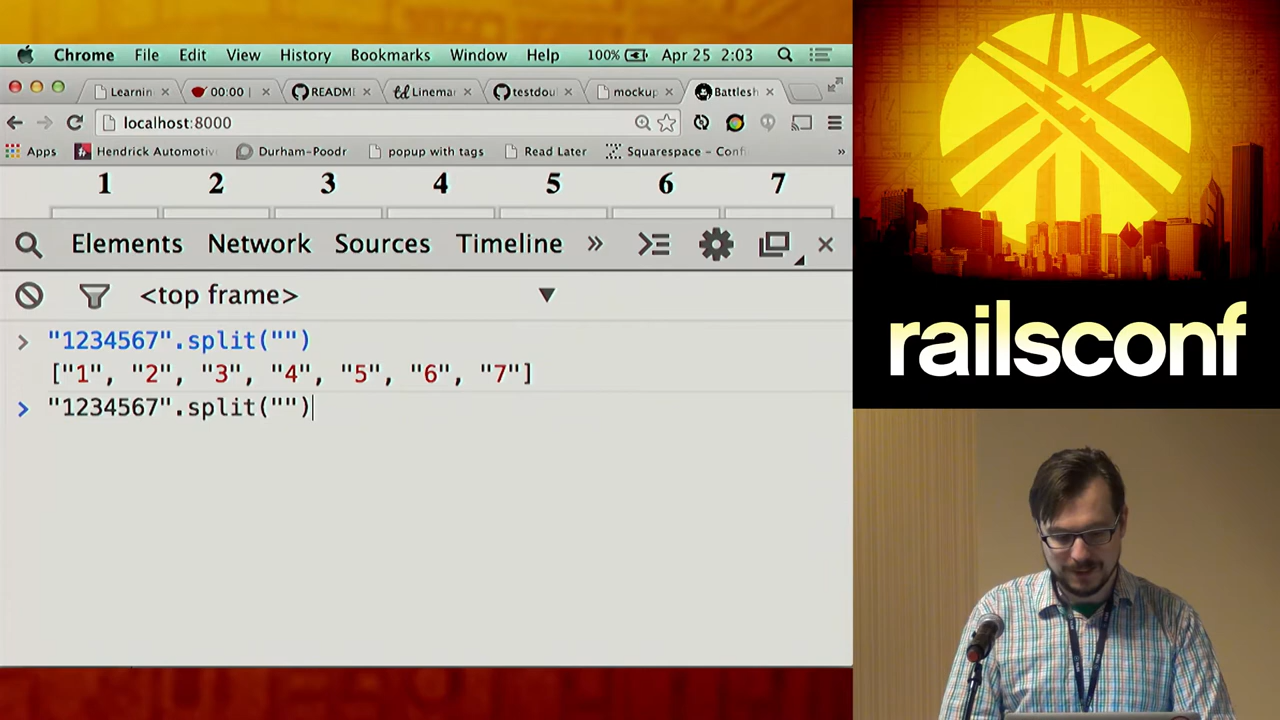 Chrome File Edit View History Bookmarks Window Help 100% Apr 25 2:03
Learnin 00:00 READMI Linemar testdou mockup Battlesh
localhost:8000
Apps Hendrick Automotiv Durham-Poodr popup with tags Read Later Squarespace - Confi »
1 2 3 4 5 6 7
Elements Network Sources Timeline »
<top frame>
> "1234567".split("")
["1", "2", "3", "4", "5", "6", "7"]
> "1234567".split("")
railsconf